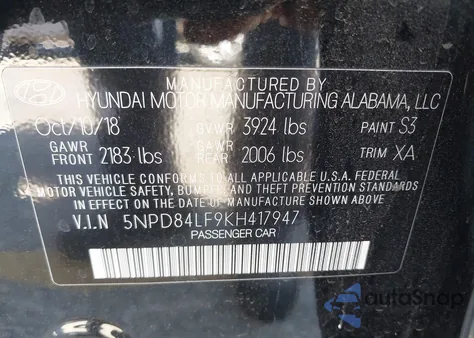 MANUFACTURED BY
HYUNDAI MOTOR MANUFACTURING ALABAMA, LLC
Oct/10/18 GVWR 3924 lbs PAINT S3
GAWR FRONT 2183 lbs GAWR REAR 2006 lbs TRIM XA
THIS VEHICLE CONFORMS TO ALL APPLICABLE U.S.A. FEDERAL
MOTOR VEHICLE SAFETY, BUMPER, AND THEFT PREVENTION STANDARDS
IN EFFECT ON THE DATE OF MANUFACTURE SHOWN ABOVE.
V.I.N 5NPD84LF9KH417947
PASSENGER CAR
autoSnap